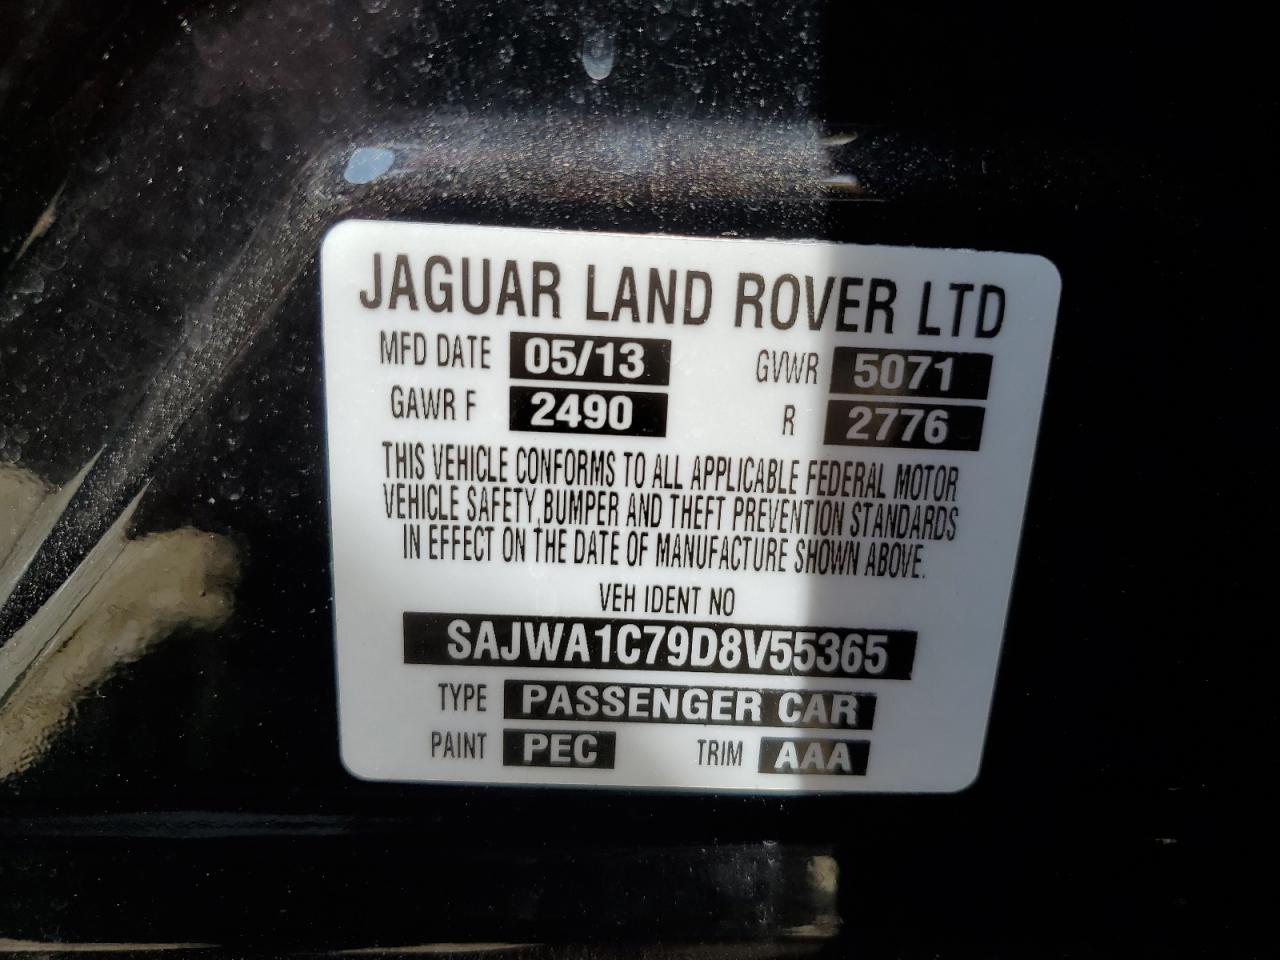 JAGUAR LAND ROVER LTD
MFD DATE 05/13 GVWR 5071
GAWR F 2490 R 2776
THIS VEHICLE CONFORMS TO ALL APPLICABLE FEDERAL MOTOR
VEHICLE SAFETY, BUMPER AND THEFT PREVENTION STANDARDS
IN EFFECT ON THE DATE OF MANUFACTURE SHOWN ABOVE.
VEH IDENT NO
SAJWA1C79D8V55365
TYPE PASSENGER CAR
PAINT PEC TRIM AAA